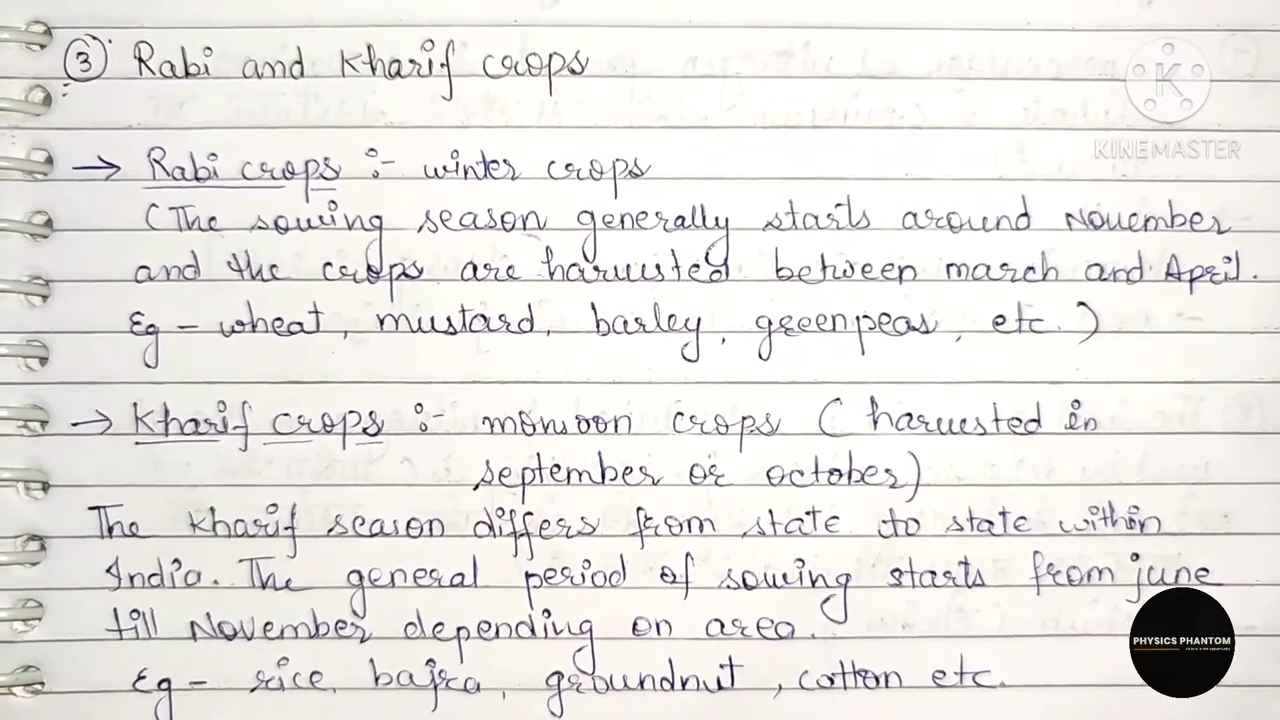 ③ Rabi and Kharif crops
K
KINEMASTER
→ Rabi crops :- winter crops
(The sowing season generally starts around November
and the crops are harvested between march and April.
Eg - wheat, mustard, barley, greenpeas, etc.)
→ Kharif crops :- monsoon crops (harvested in
september or october)
The Kharif season differs from state to state within
India. The general period of sowing starts from june
till November depending on area.
Eg - rice, bajra, groundnut, cotton etc.
PHYSICS PHANTOM